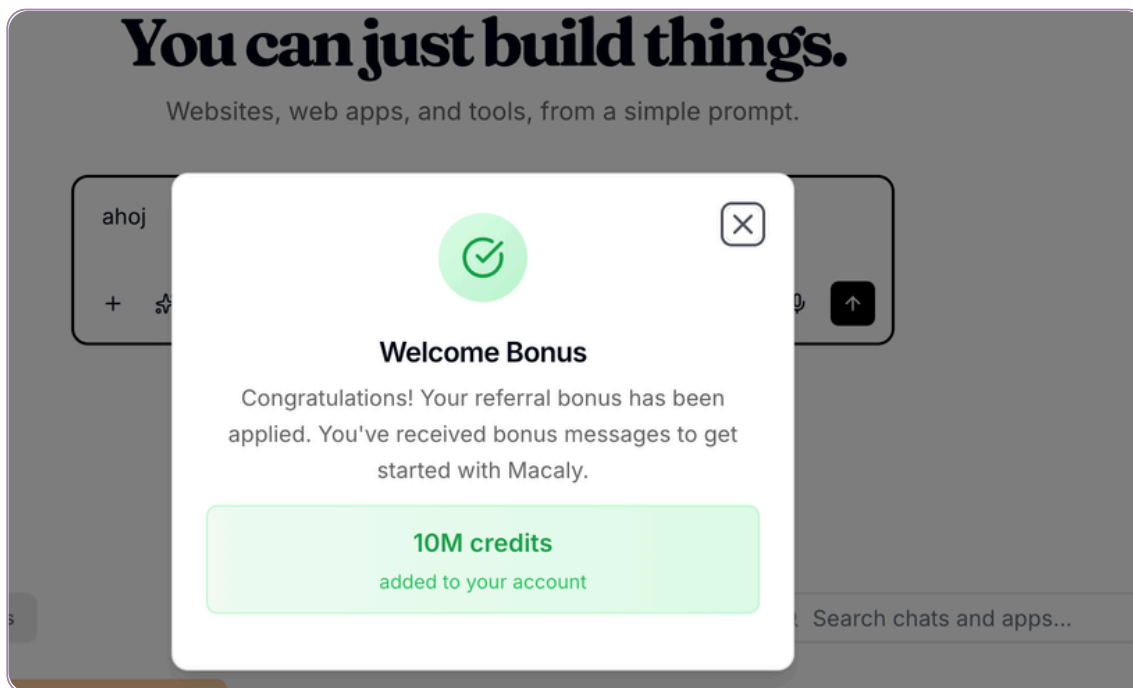 You can just build things.
Websites, web apps, and tools, from a simple prompt.
ahoj
Welcome Bonus
Congratulations! Your referral bonus has been
applied. You've received bonus messages to get
started with Macaly.
10M credits
added to your account
s
Search chats and apps...